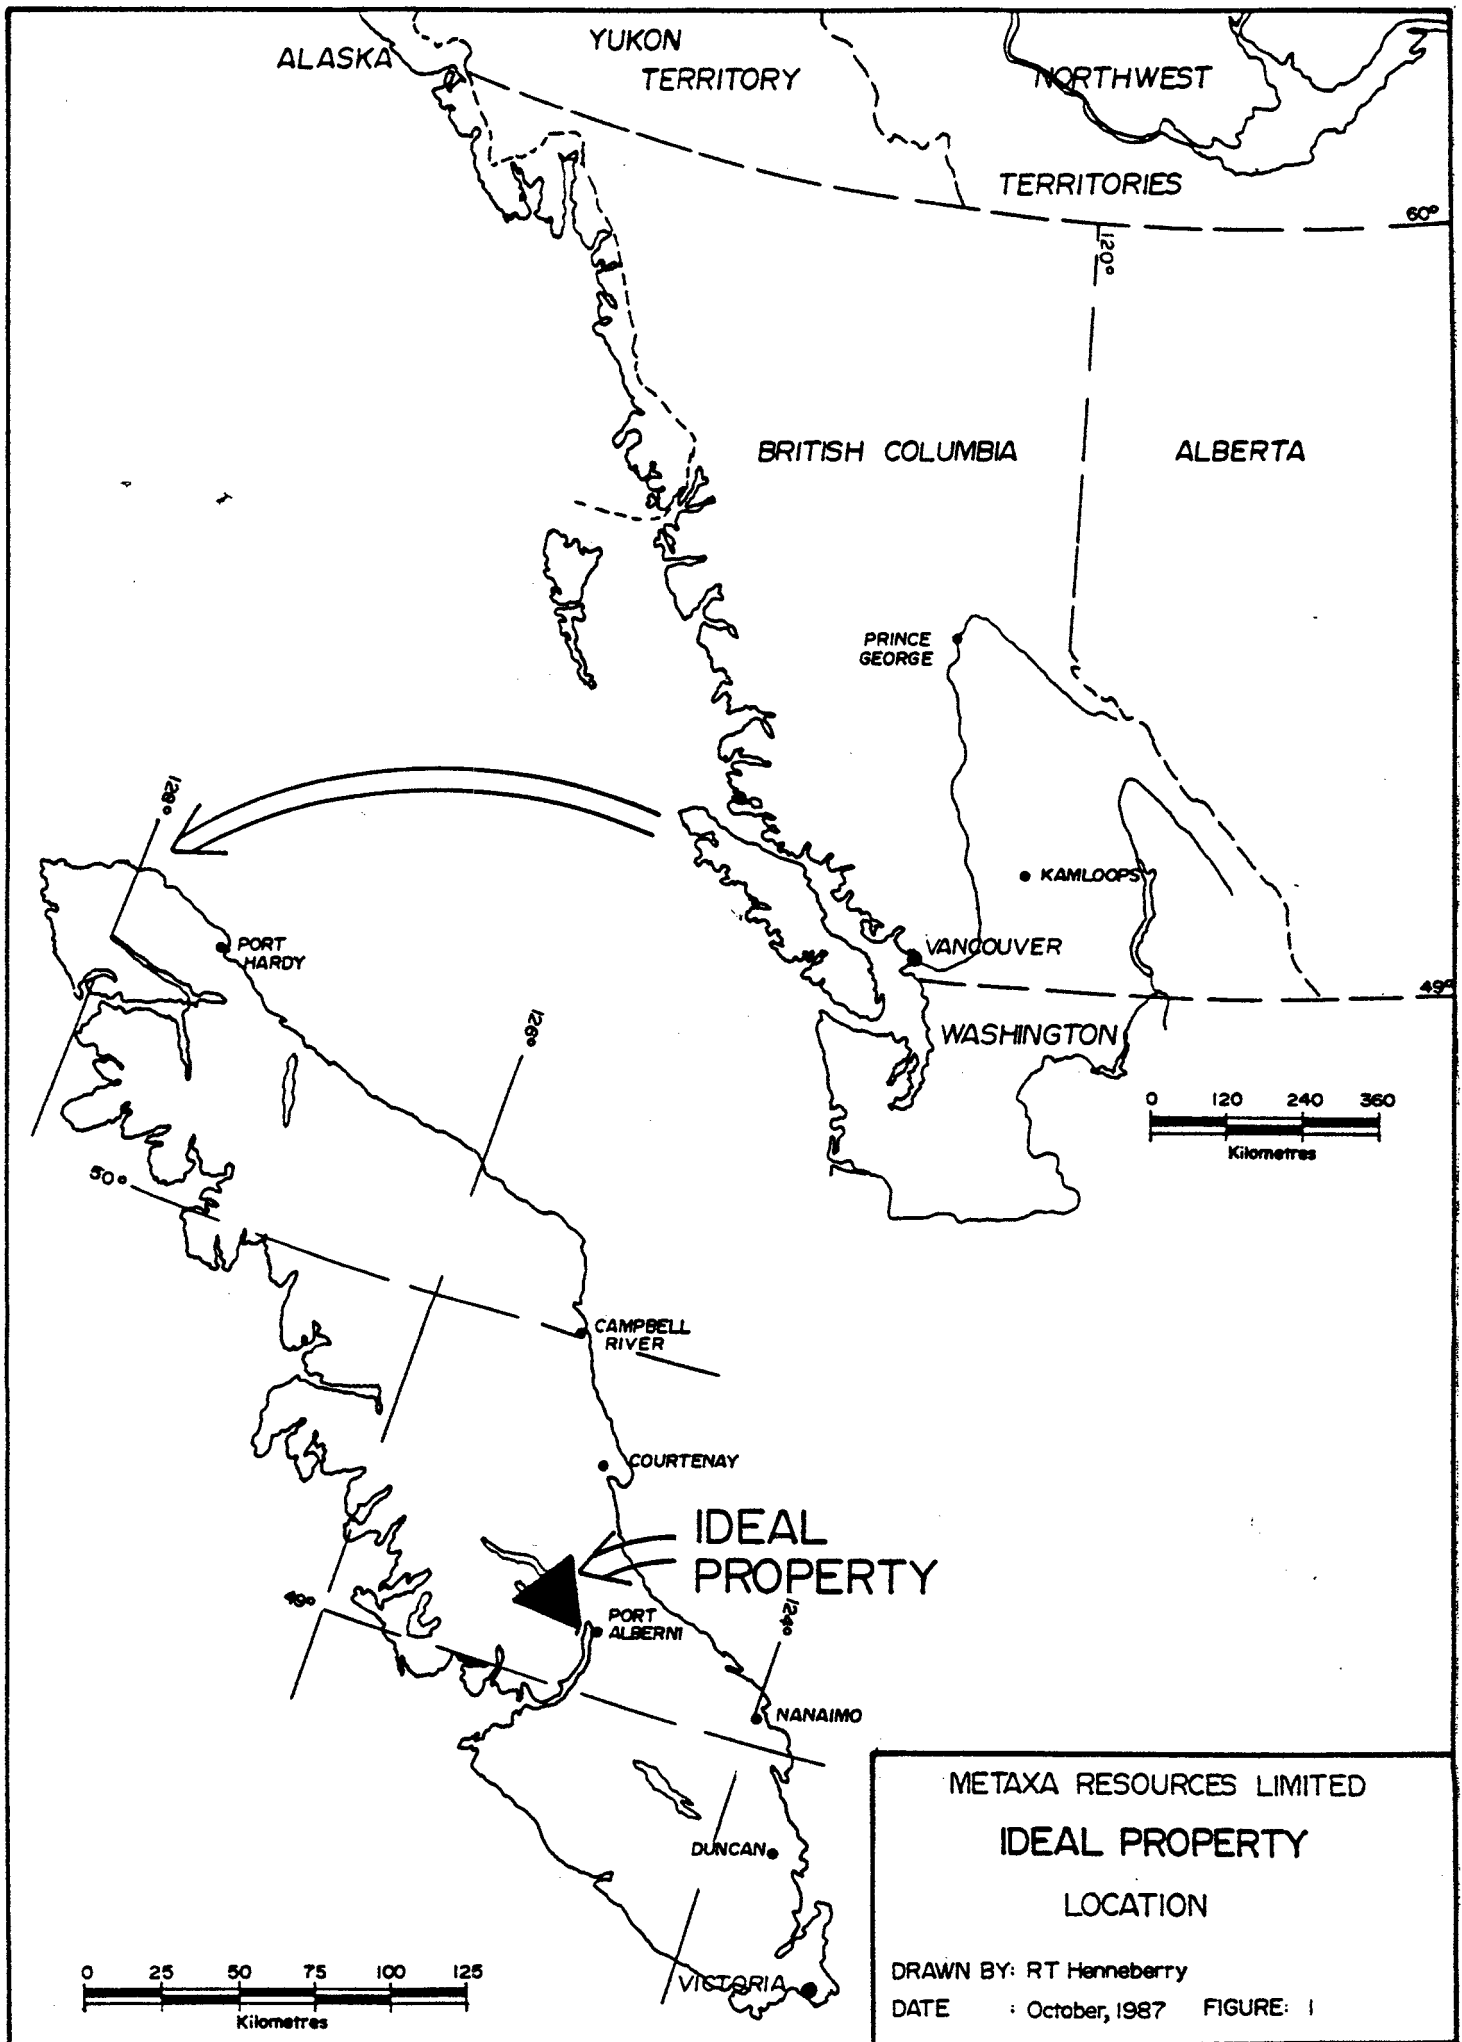 ALASKA
YUKON
TERRITORY
NORTHWEST
TERRITORIES
60°
120°
BRITISH COLUMBIA
ALBERTA
PRINCE
GEORGE
KAMLOOPS
VANCOUVER
49°
WASHINGTON
0 120 240 360
Kilometres
128°
PORT
HARDY
126°
50°
CAMPBELL
RIVER
COURTENAY
IDEAL
PROPERTY
49°
PORT
ALBERNI
124°
NANAIMO
DUNCAN
VICTORIA
0 25 50 75 100 125
Kilometres
METAXA RESOURCES LIMITED
IDEAL PROPERTY
LOCATION
DRAWN BY: RT Henneberry
DATE : October, 1987 FIGURE: 1